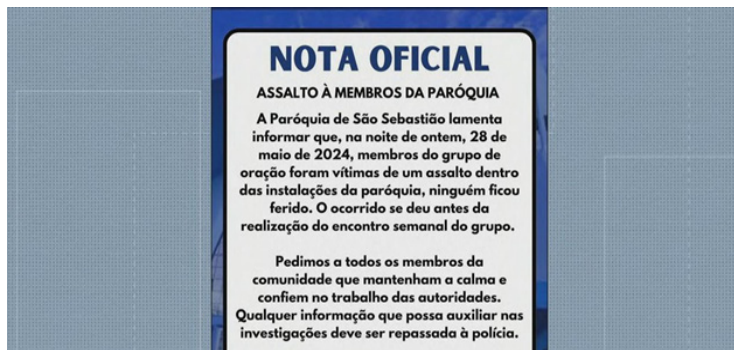 NOTA OFICIAL
ASSALTO À MEMBROS DA PARÓQUIA
A Paróquia de São Sebastião lamenta
informar que, na noite de ontem, 28 de
maio de 2024, membros do grupo de
oração foram vítimas de um assalto dentro
das instalações da paróquia, ninguém ficou
ferido. O ocorrido se deu antes da
realização do encontro semanal do grupo.
Pedimos a todos os membros da
comunidade que mantenham a calma e
confiem no trabalho das autoridades.
Qualquer informação que possa auxiliar nas
investigações deve ser repassada à polícia.